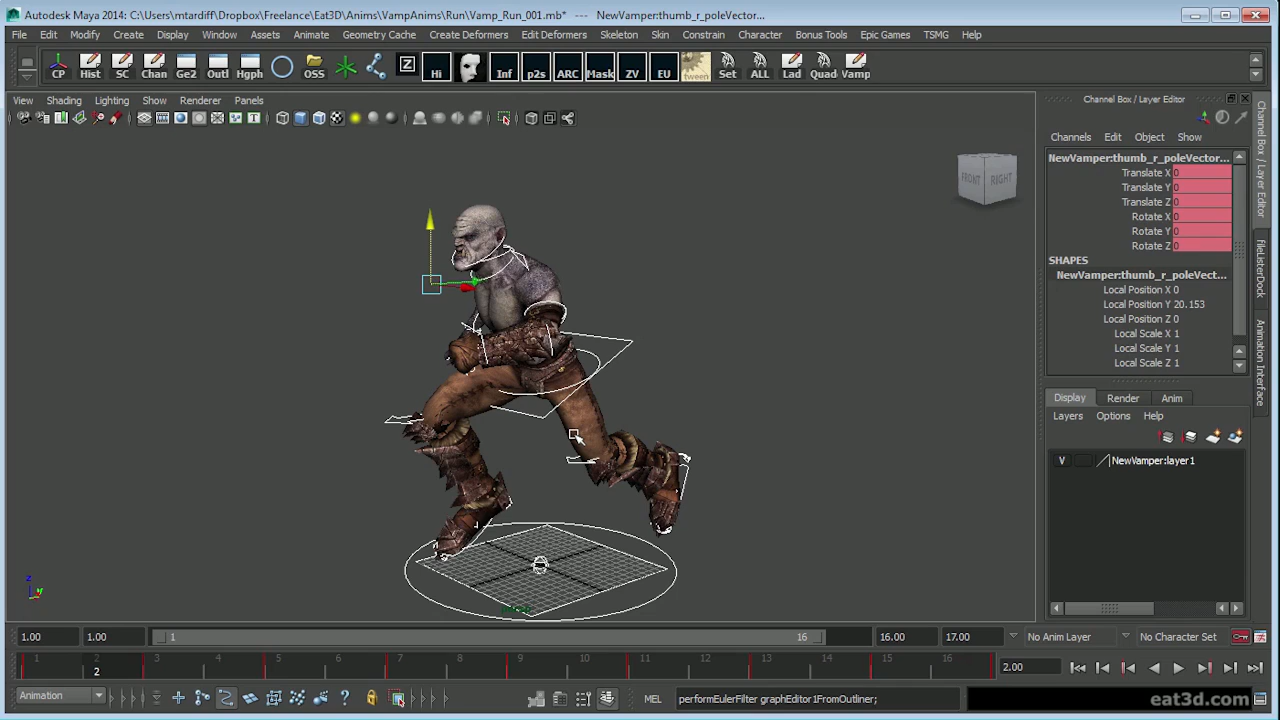 Autodesk Maya 2014: C:\Users\mtardiff\Dropbox\Freelance\Eat3D\Anims\VampAnims\Run\Vamp_Run_001.mb* --- NewVamper:thumb_r_poleVector...
File Edit Modify Create Display Window Assets Animate Geometry Cache Create Deformers Edit Deformers Skeleton Skin Constrain Character Bonus Tools Epic Games TSMG Help
CP Hist SC Chan Ge2 Outl Hgph OSS Z Hi Inf p2s ARC Mask ZV EU tween Set ALL Lad Quad Vamp
View Shading Lighting Show Renderer Panels
Channel Box / Layer Editor
Channels Edit Object Show
NewVamper:thumb_r_poleVector...
Translate X 0
Translate Y 0
Translate Z 0
Rotate X 0
Rotate Y 0
Rotate Z 0
SHAPES
NewVamper:thumb_r_poleVect...
Local Position X 0
Local Position Y 20.153
Local Position Z 0
Local Scale X 1
Local Scale Y 1
Local Scale Z 1
Display Render Anim
Layers Options Help
V NewVamper:layer1
Channel Box / Layer Editor
FileListerDock
Animation Interface
FRONT RIGHT
z
y
1.00 1.00 1 16 16.00 17.00 No Anim Layer No Character Set
1 2 3 4 5 6 7 8 9 10 11 12 13 14 15 16
2 2.00
Animation MEL performEulerFilter graphEditor1FromOutliner;
eat3d.com